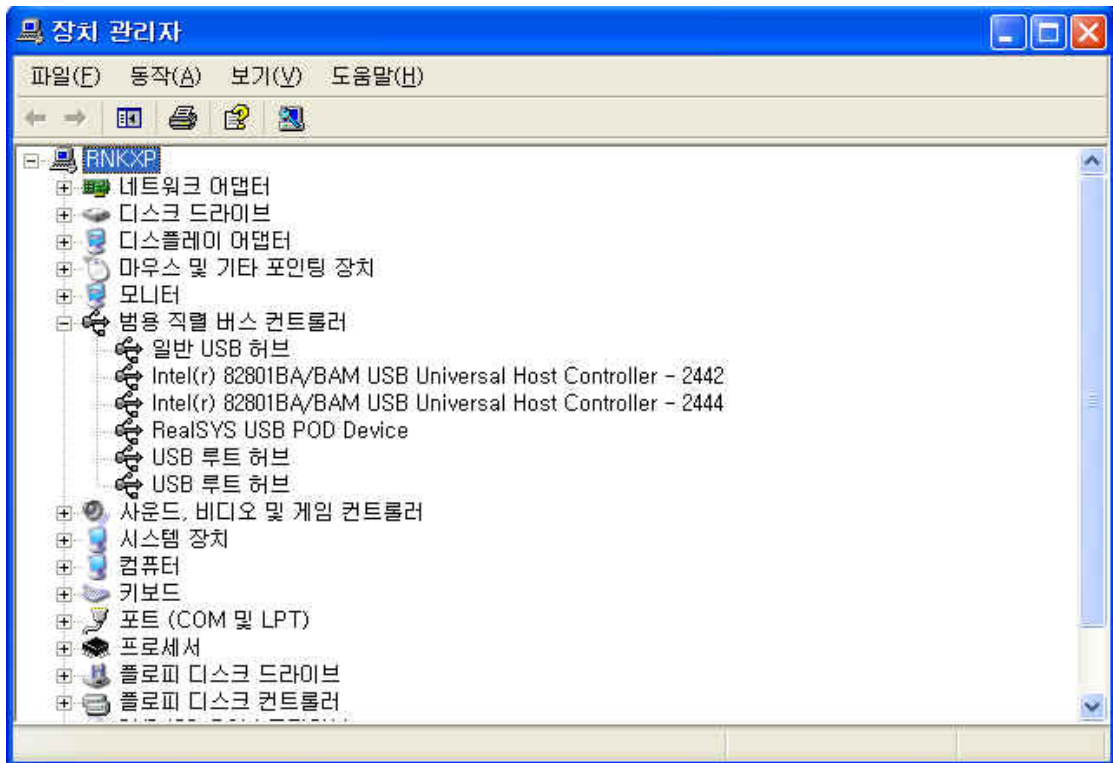 장치 관리자
파일(F) 동작(A) 보기(V) 도움말(H)
RNKXP
네트워크 어댑터
디스크 드라이브
디스플레이 어댑터
마우스 및 기타 포인팅 장치
모니터
범용 직렬 버스 컨트롤러
일반 USB 허브
Intel(r) 82801BA/BAM USB Universal Host Controller - 2442
Intel(r) 82801BA/BAM USB Universal Host Controller - 2444
RealSYS USB POD Device
USB 루트 허브
USB 루트 허브
사운드, 비디오 및 게임 컨트롤러
시스템 장치
컴퓨터
키보드
포트 (COM 및 LPT)
프로세서
플로피 디스크 드라이브
플로피 디스크 컨트롤러